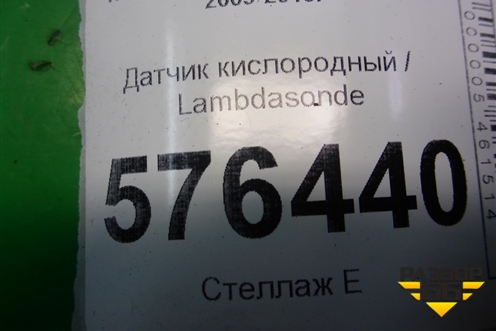 Датчик кислородный /
Lambdasonde
576440
Стеллаж Е